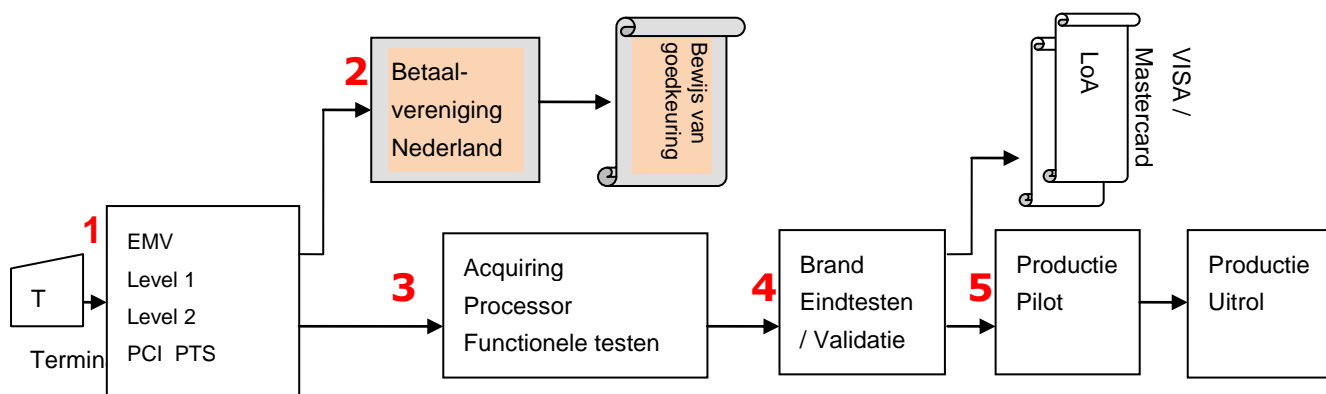 2
Betaal-
vereniging
Nederland
Bewijs van
goedkeuring
LoA
VISA /
Mastercard
1
T
Termin
EMV
Level 1
Level 2
PCI PTS
3
Acquiring
Processor
Functionele testen
4
Brand
Eindtesten
/ Validatie
5
Productie
Pilot
Productie
Uitrol